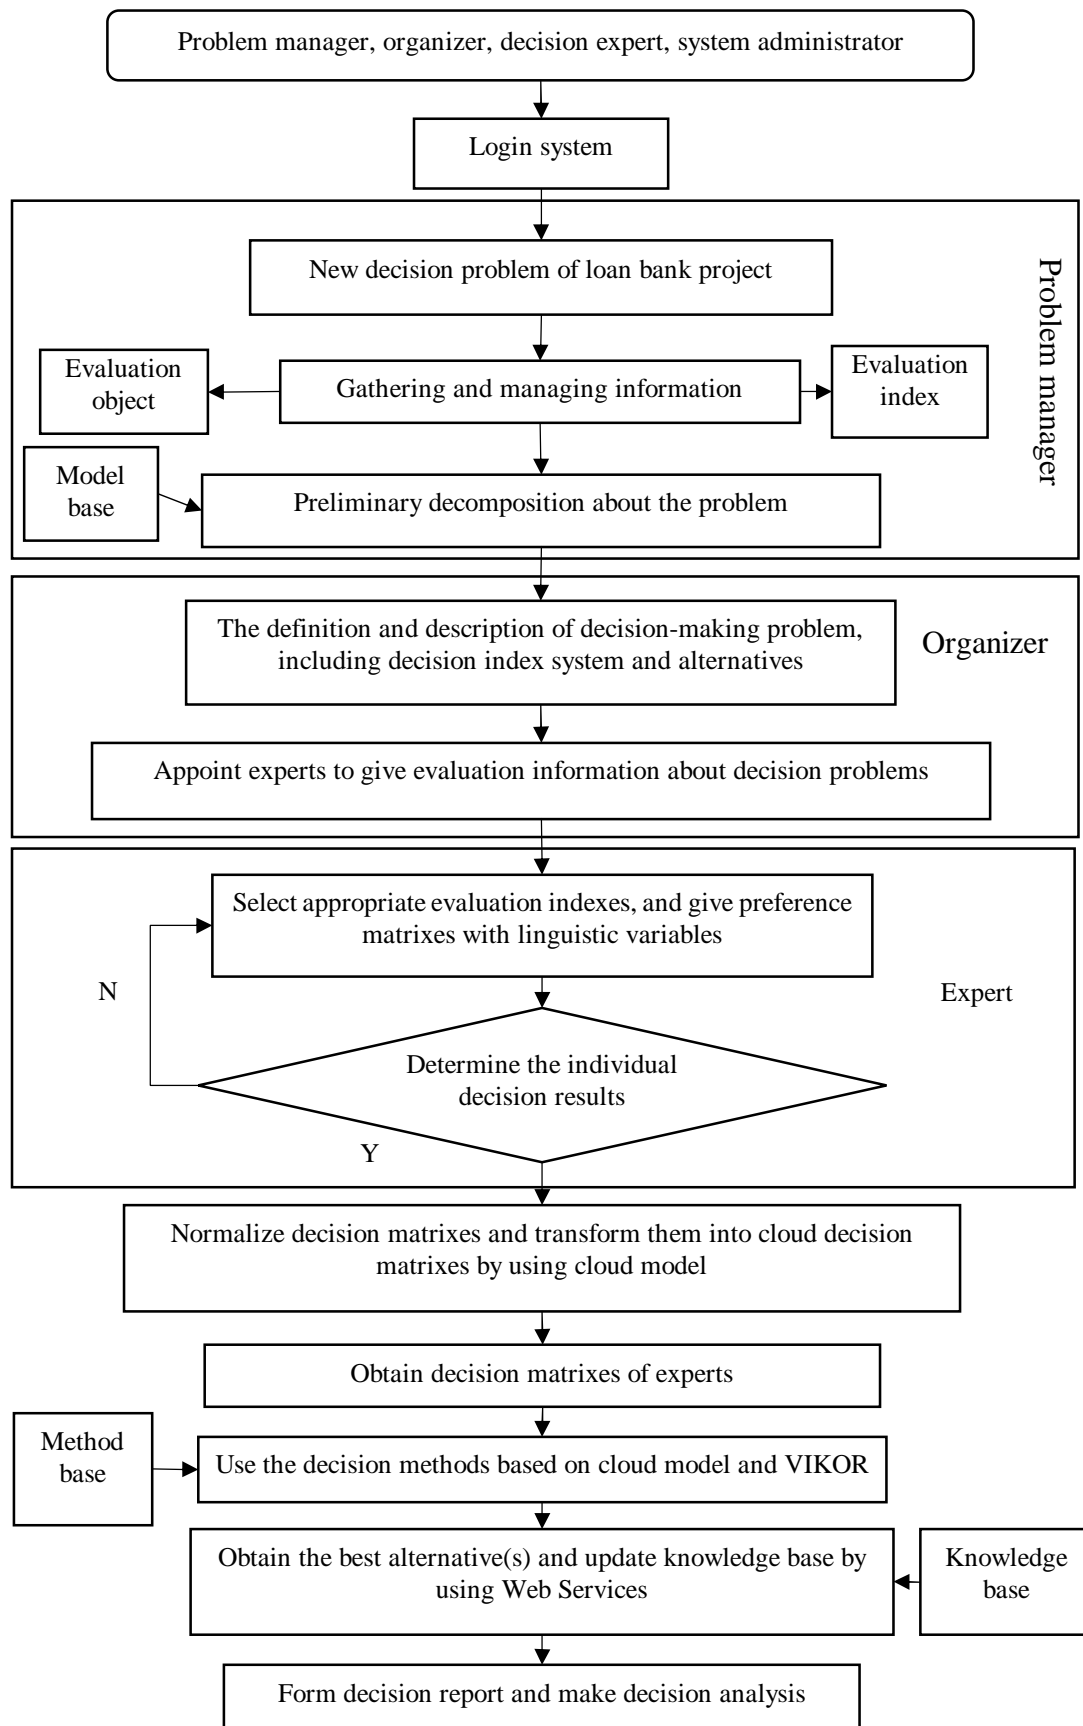 Problem manager, organizer, decision expert, system administrator
Login system
New decision problem of loan bank project
Problem manager
Evaluation
object
Gathering and managing information
Evaluation
index
Model
base
Preliminary decomposition about the problem
The definition and description of decision-making problem,
including decision index system and alternatives
Organizer
Appoint experts to give evaluation information about decision problems
Select appropriate evaluation indexes, and give preference
matrixes with linguistic variables
N
Expert
Determine the individual
decision results
Y
Normalize decision matrixes and transform them into cloud decision
matrixes by using cloud model
Obtain decision matrixes of experts
Method
base
Use the decision methods based on cloud model and VIKOR
Obtain the best alternative(s) and update knowledge base by
using Web Services
Knowledge
base
Form decision report and make decision analysis